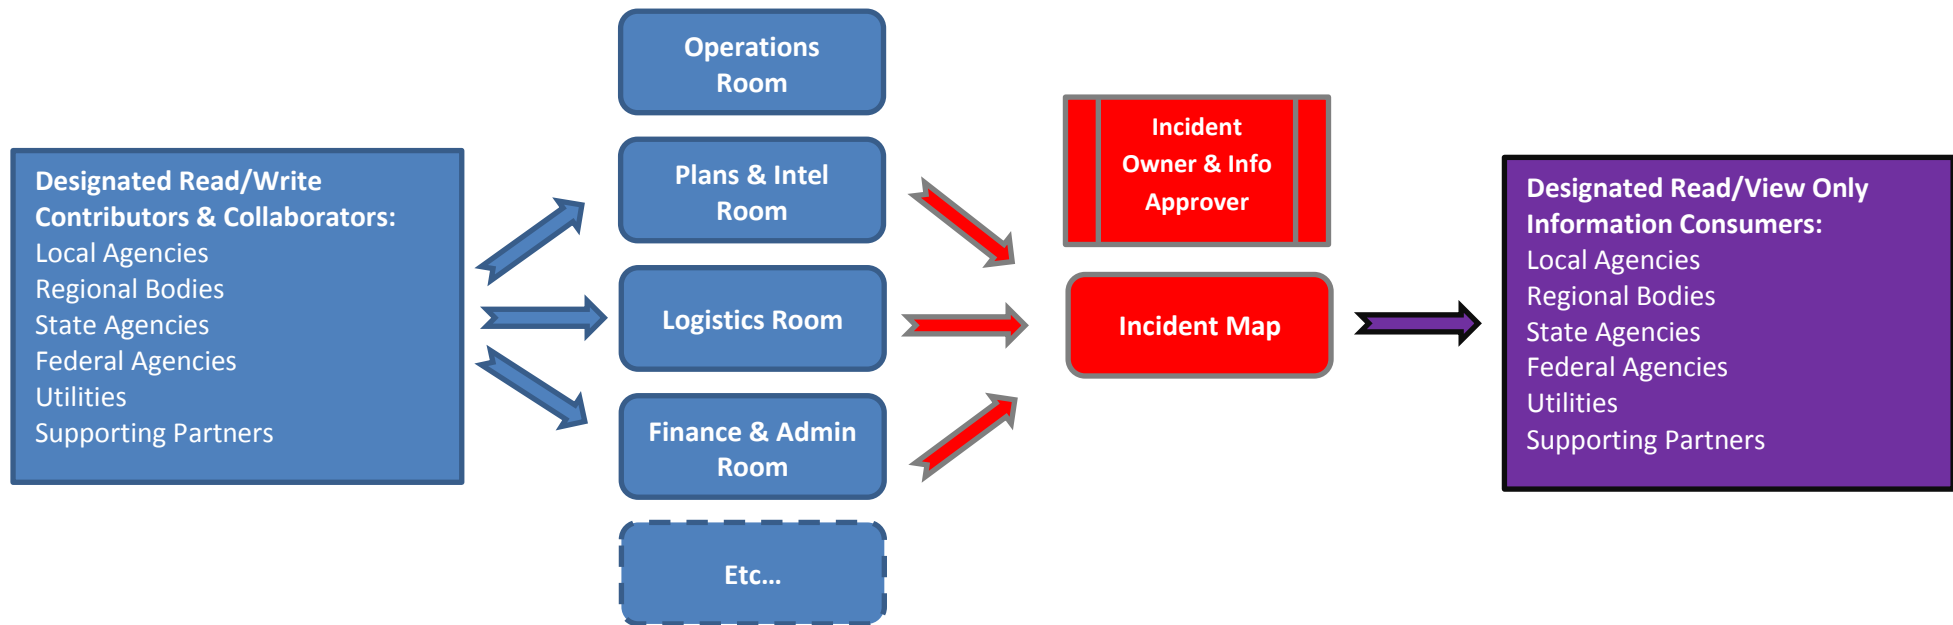 Designated Read/Write
Contributors & Collaborators:
Local Agencies
Regional Bodies
State Agencies
Federal Agencies
Utilities
Supporting Partners
Operations
Room
Plans & Intel
Room
Logistics Room
Finance & Admin
Room
Etc...
Incident
Owner & Info
Approver
Incident Map
Designated Read/View Only
Information Consumers:
Local Agencies
Regional Bodies
State Agencies
Federal Agencies
Utilities
Supporting Partners